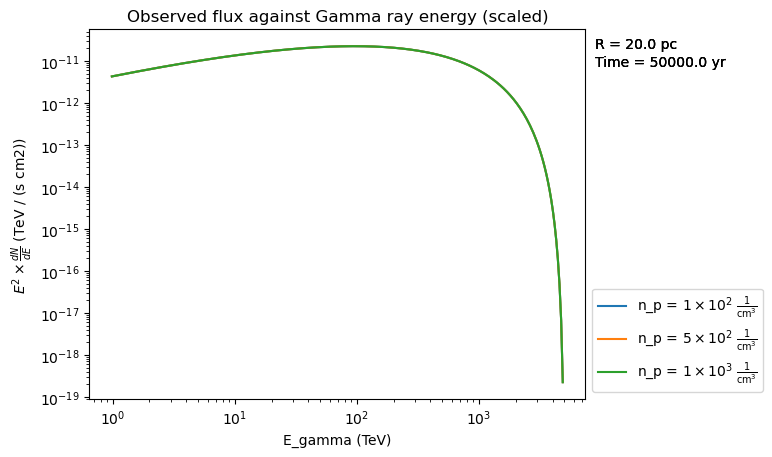 Observed flux against Gamma ray energy (scaled)
R = 20.0 pc
Time = 50000.0 yr
10⁻¹¹
10⁻¹²
10⁻¹³
10⁻¹⁴
10⁻¹⁵
10⁻¹⁶
10⁻¹⁷
10⁻¹⁸
10⁻¹⁹
E² × dN/dE (TeV / (s cm2))
n_p = 1 × 10² 1/cm³
n_p = 5 × 10² 1/cm³
n_p = 1 × 10³ 1/cm³
10⁰ 10¹ 10² 10³
E_gamma (TeV)